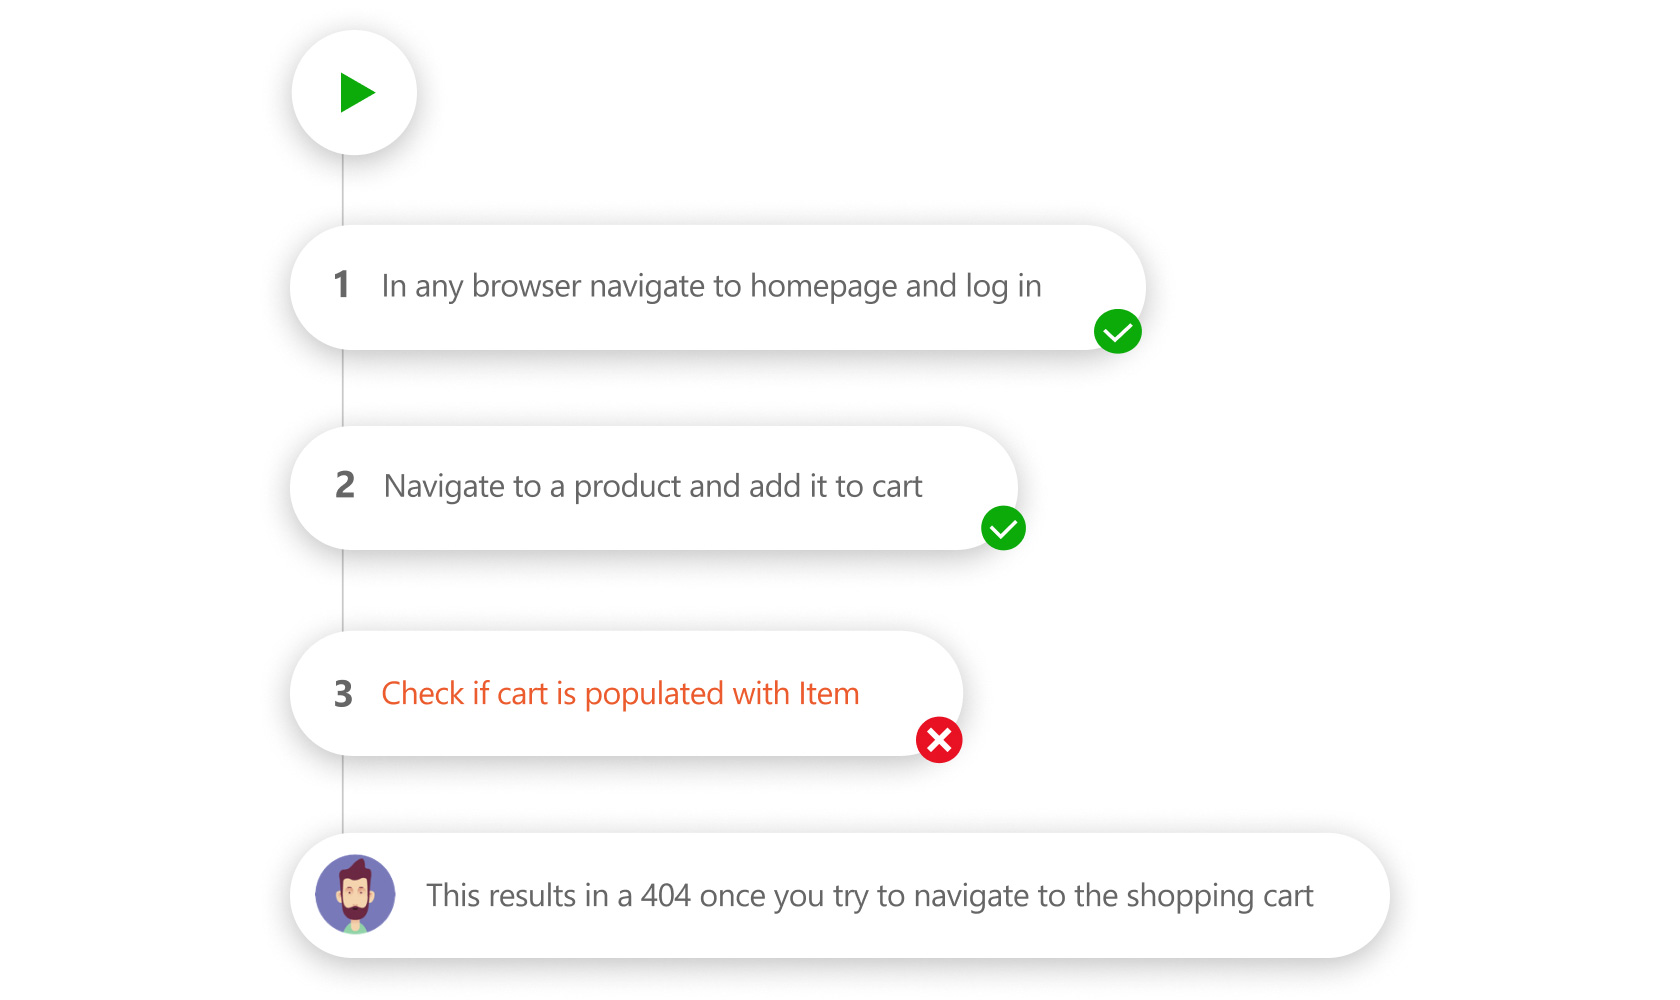 1 In any browser navigate to homepage and log in
2 Navigate to a product and add it to cart
3 Check if cart is populated with Item
This results in a 404 once you try to navigate to the shopping cart